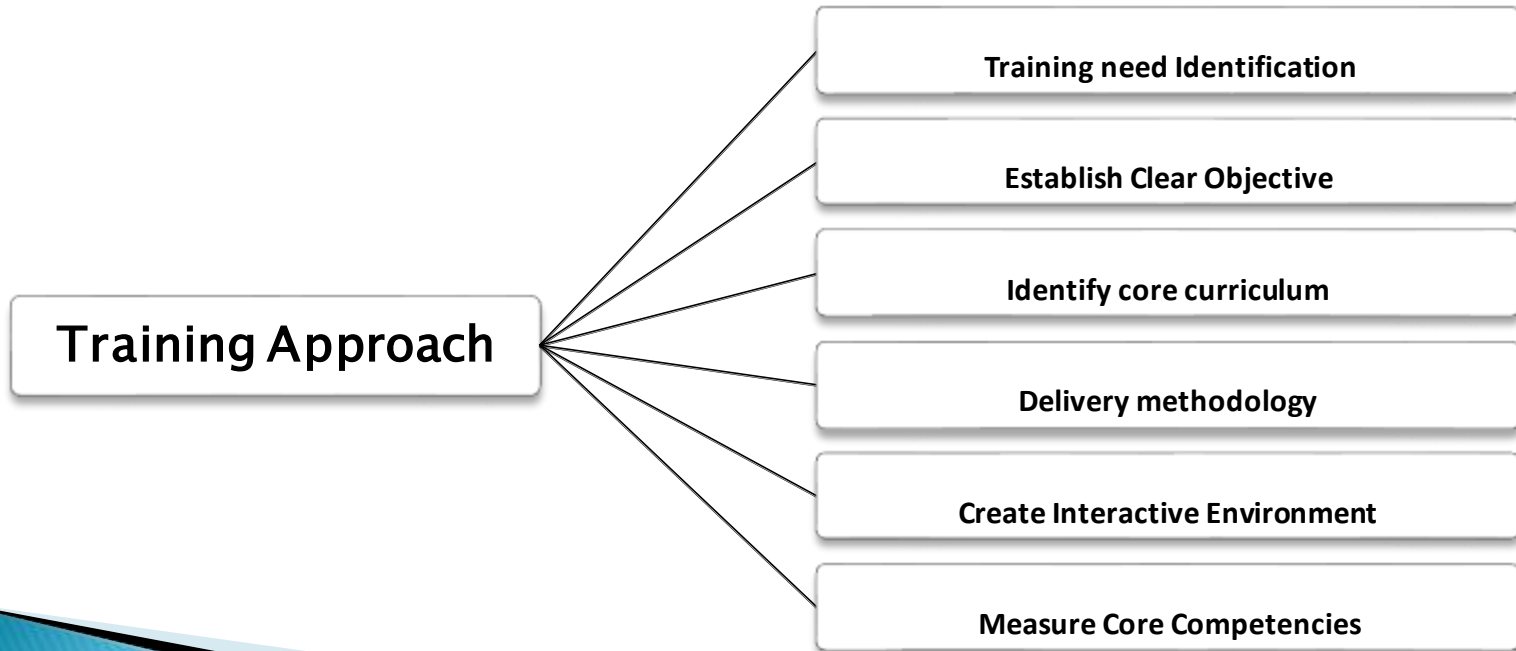 Training Approach
Training need Identification
Establish Clear Objective
Identify core curriculum
Delivery methodology
Create Interactive Environment
Measure Core Competencies